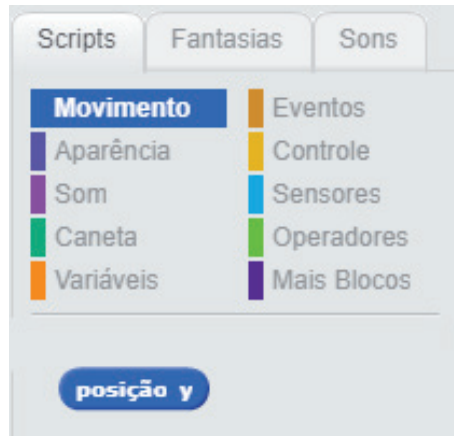 Scripts Fantasias Sons
Movimento Eventos
Aparência Controle
Som Sensores
Caneta Operadores
Variáveis Mais Blocos
posição y